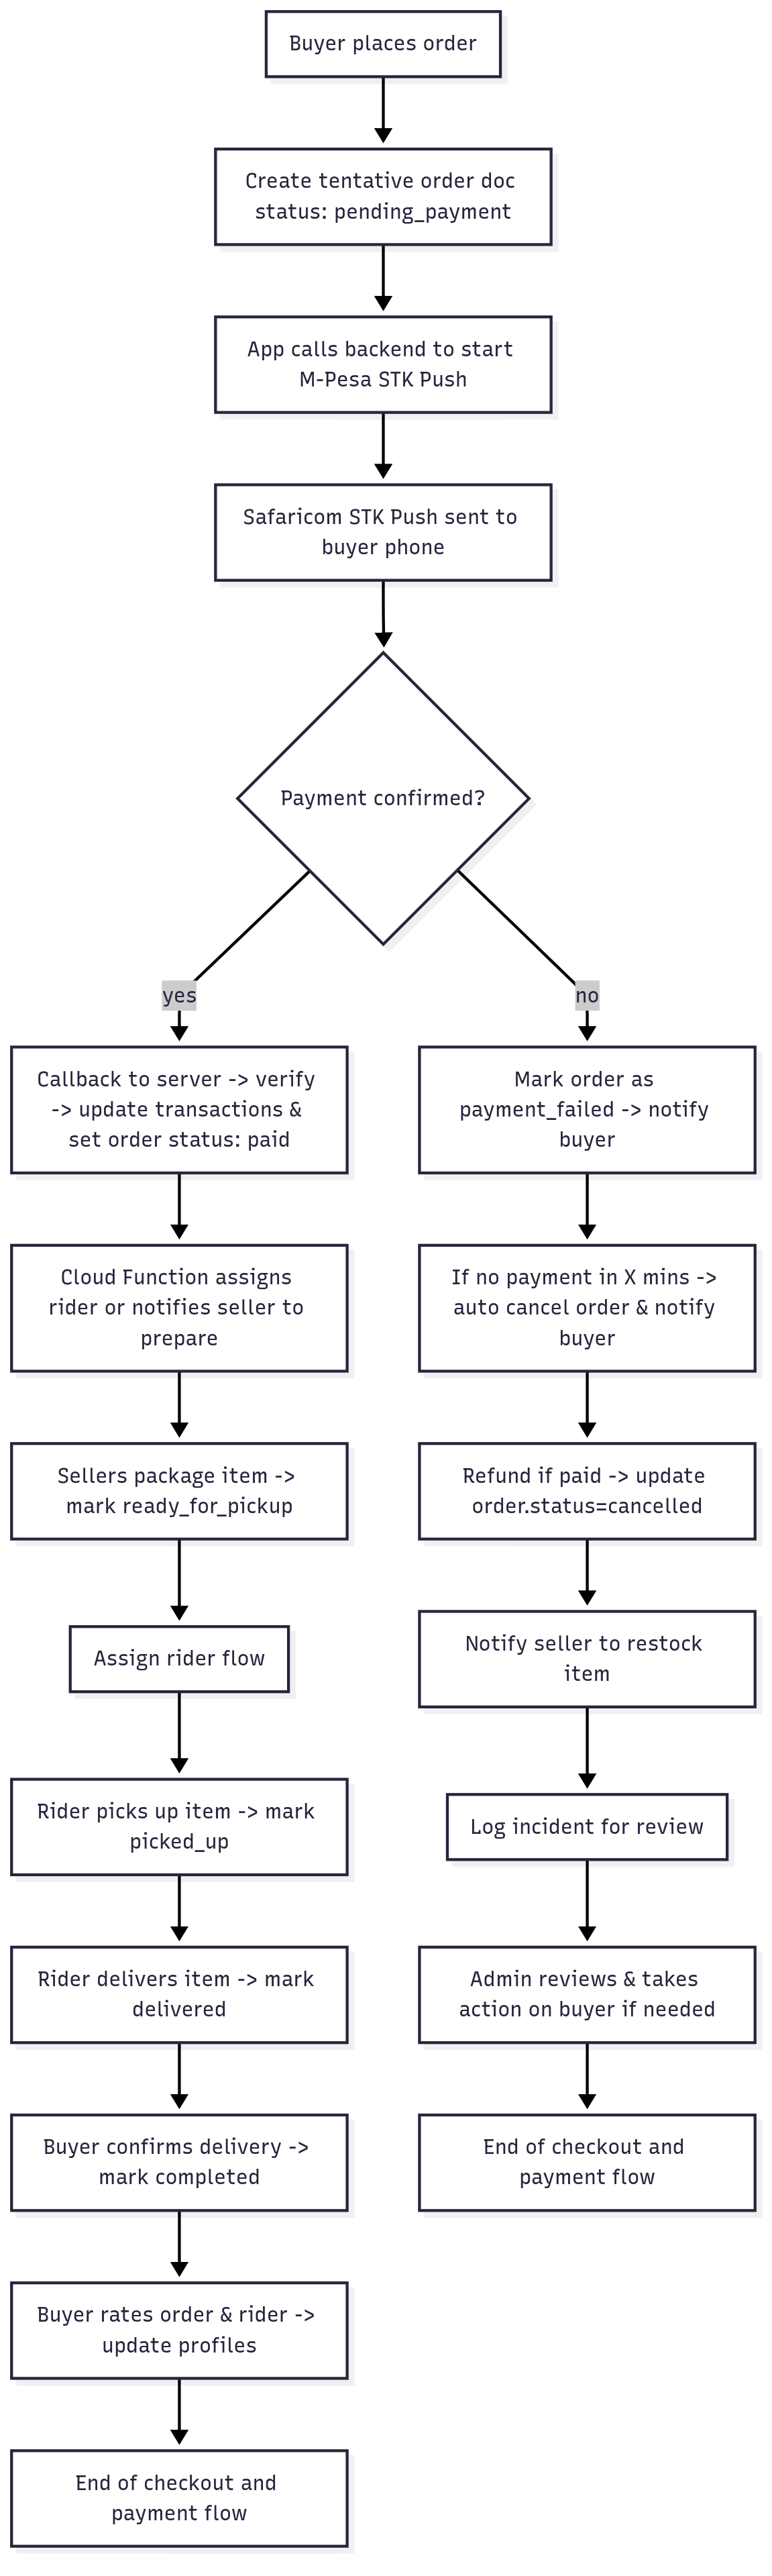 Buyer places order
Create tentative order doc
status: pending_payment
App calls backend to start
M-Pesa STK Push
Safaricom STK Push sent to
buyer phone
Payment confirmed?
yes
no
Callback to server -> verify
-> update transactions &
set order status: paid
Mark order as
payment_failed -> notify
buyer
Cloud Function assigns
rider or notifies seller to
prepare
If no payment in X mins ->
auto cancel order & notify
buyer
Sellers package item ->
mark ready_for_pickup
Refund if paid -> update
order.status=cancelled
Assign rider flow
Notify seller to restock
item
Rider picks up item -> mark
picked_up
Log incident for review
Rider delivers item -> mark
delivered
Admin reviews & takes
action on buyer if needed
Buyer confirms delivery ->
mark completed
End of checkout and
payment flow
Buyer rates order & rider ->
update profiles
End of checkout and
payment flow